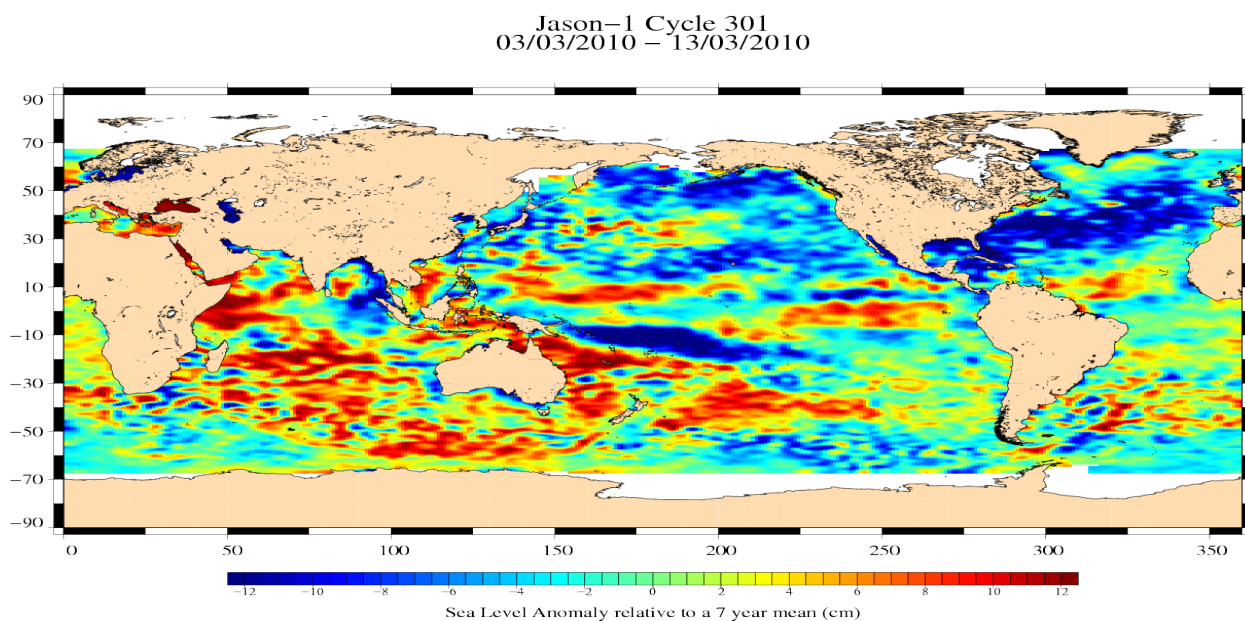 Jason−1 Cycle 301
03/03/2010 − 13/03/2010
90
70
50
30
10
−10
−30
−50
−70
−90
0 50 100 150 200 250 300 350
−12 −10 −8 −6 −4 −2 0 2 4 6 8 10 12
Sea Level Anomaly relative to a 7 year mean (cm)